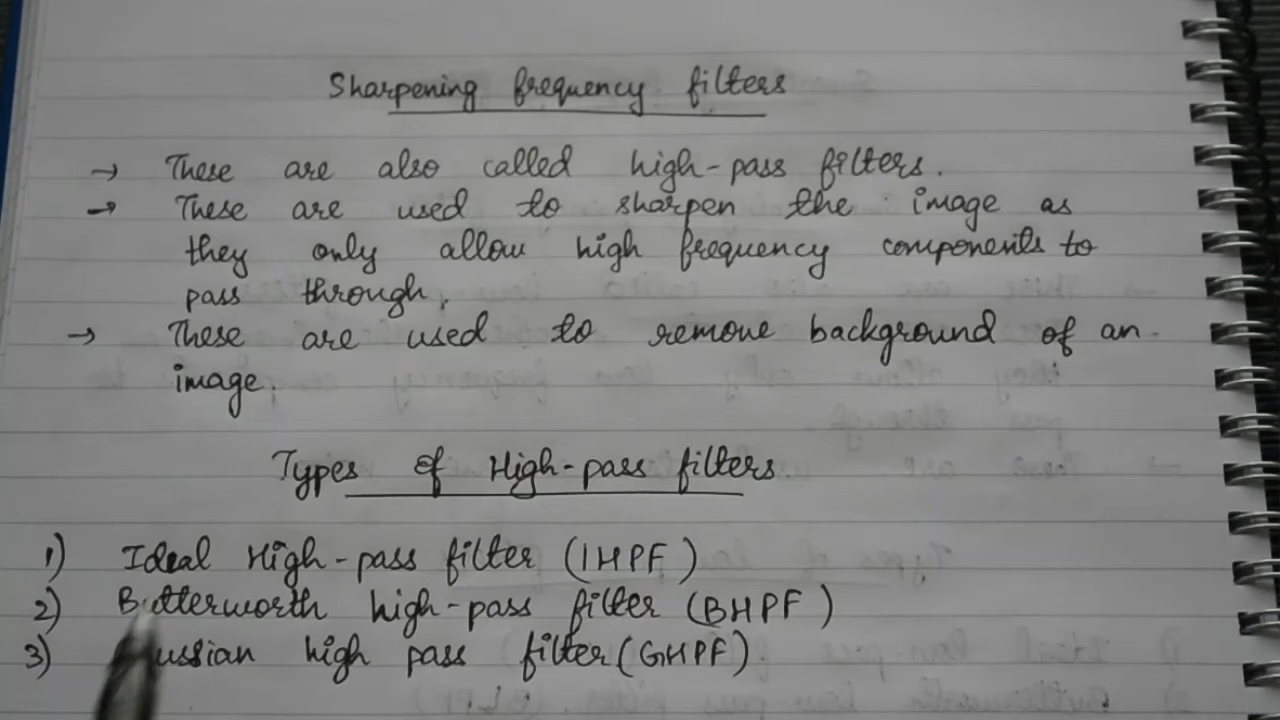 Sharpening frequency filters
→ These are also called high-pass filters.
→ These are used to sharpen the image as
they only allow high frequency components to
pass through.
→ These are used to remove background of an
image.
Types of High-pass filters
1) Ideal High-pass filter (IHPF)
2) Butterworth high-pass filter (BHPF)
3) high pass filter (GHPF)